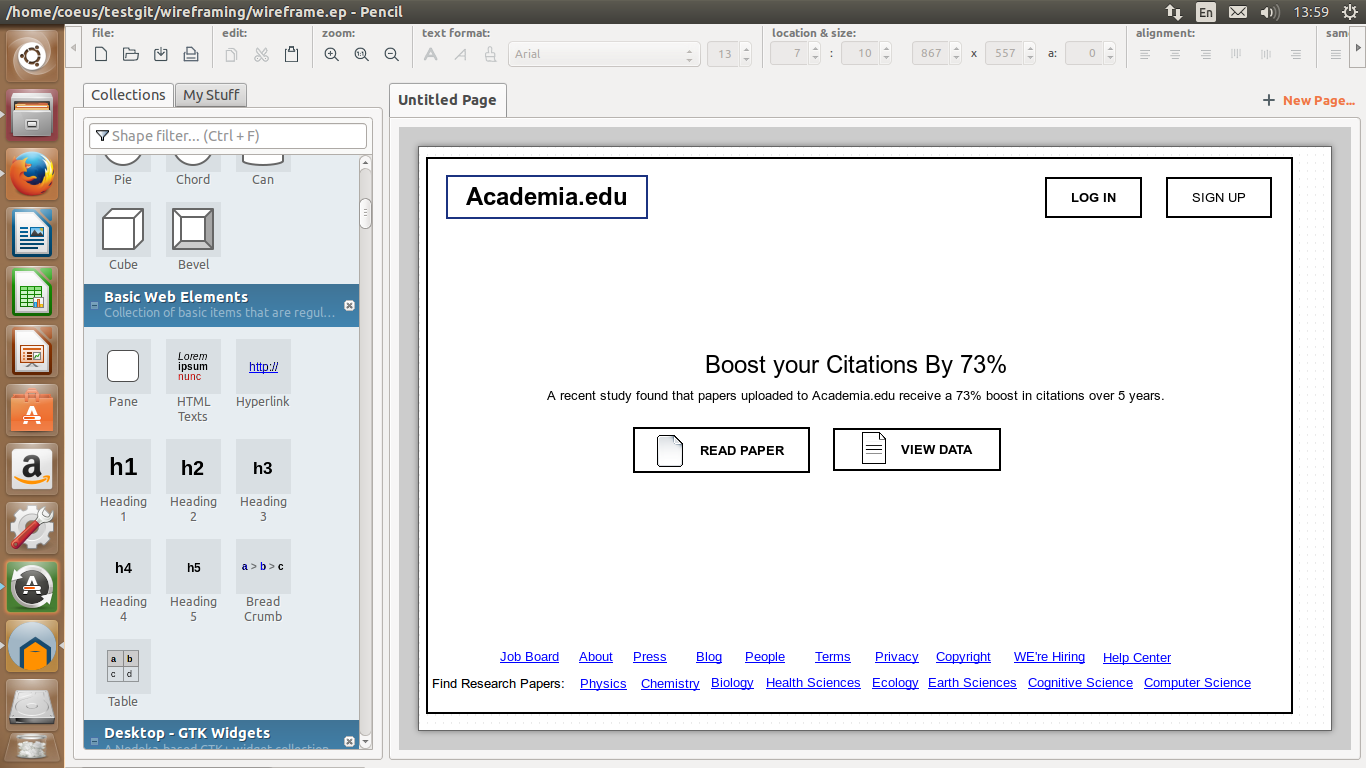 /home/coeus/testgit/wireframing/wireframe.ep - Pencil
En
13:59
file:
edit:
zoom:
text format:
location & size:
alignment:
sam
1:1
A A Arial 13
7 : 10 867 x 557 a: 0
Collections My Stuff
Untitled Page
+ New Page...
Shape filter... (Ctrl + F)
Pie Chord Can
Cube Bevel
Basic Web Elements
Collection of basic items that are regul...
Lorem
ipsum
nunc
http://
Pane HTML Texts Hyperlink
h1 h2 h3
Heading 1 Heading 2 Heading 3
h4 h5 a > b > c
Heading 4 Heading 5 Bread Crumb
a b
c d
Table
Desktop - GTK Widgets
Academia.edu
LOG IN
SIGN UP
Boost your Citations By 73%
A recent study found that papers uploaded to Academia.edu receive a 73% boost in citations over 5 years.
READ PAPER
VIEW DATA
Job Board About Press Blog People Terms Privacy Copyright WE're Hiring Help Center
Find Research Papers: Physics Chemistry Biology Health Sciences Ecology Earth Sciences Cognitive Science Computer Science